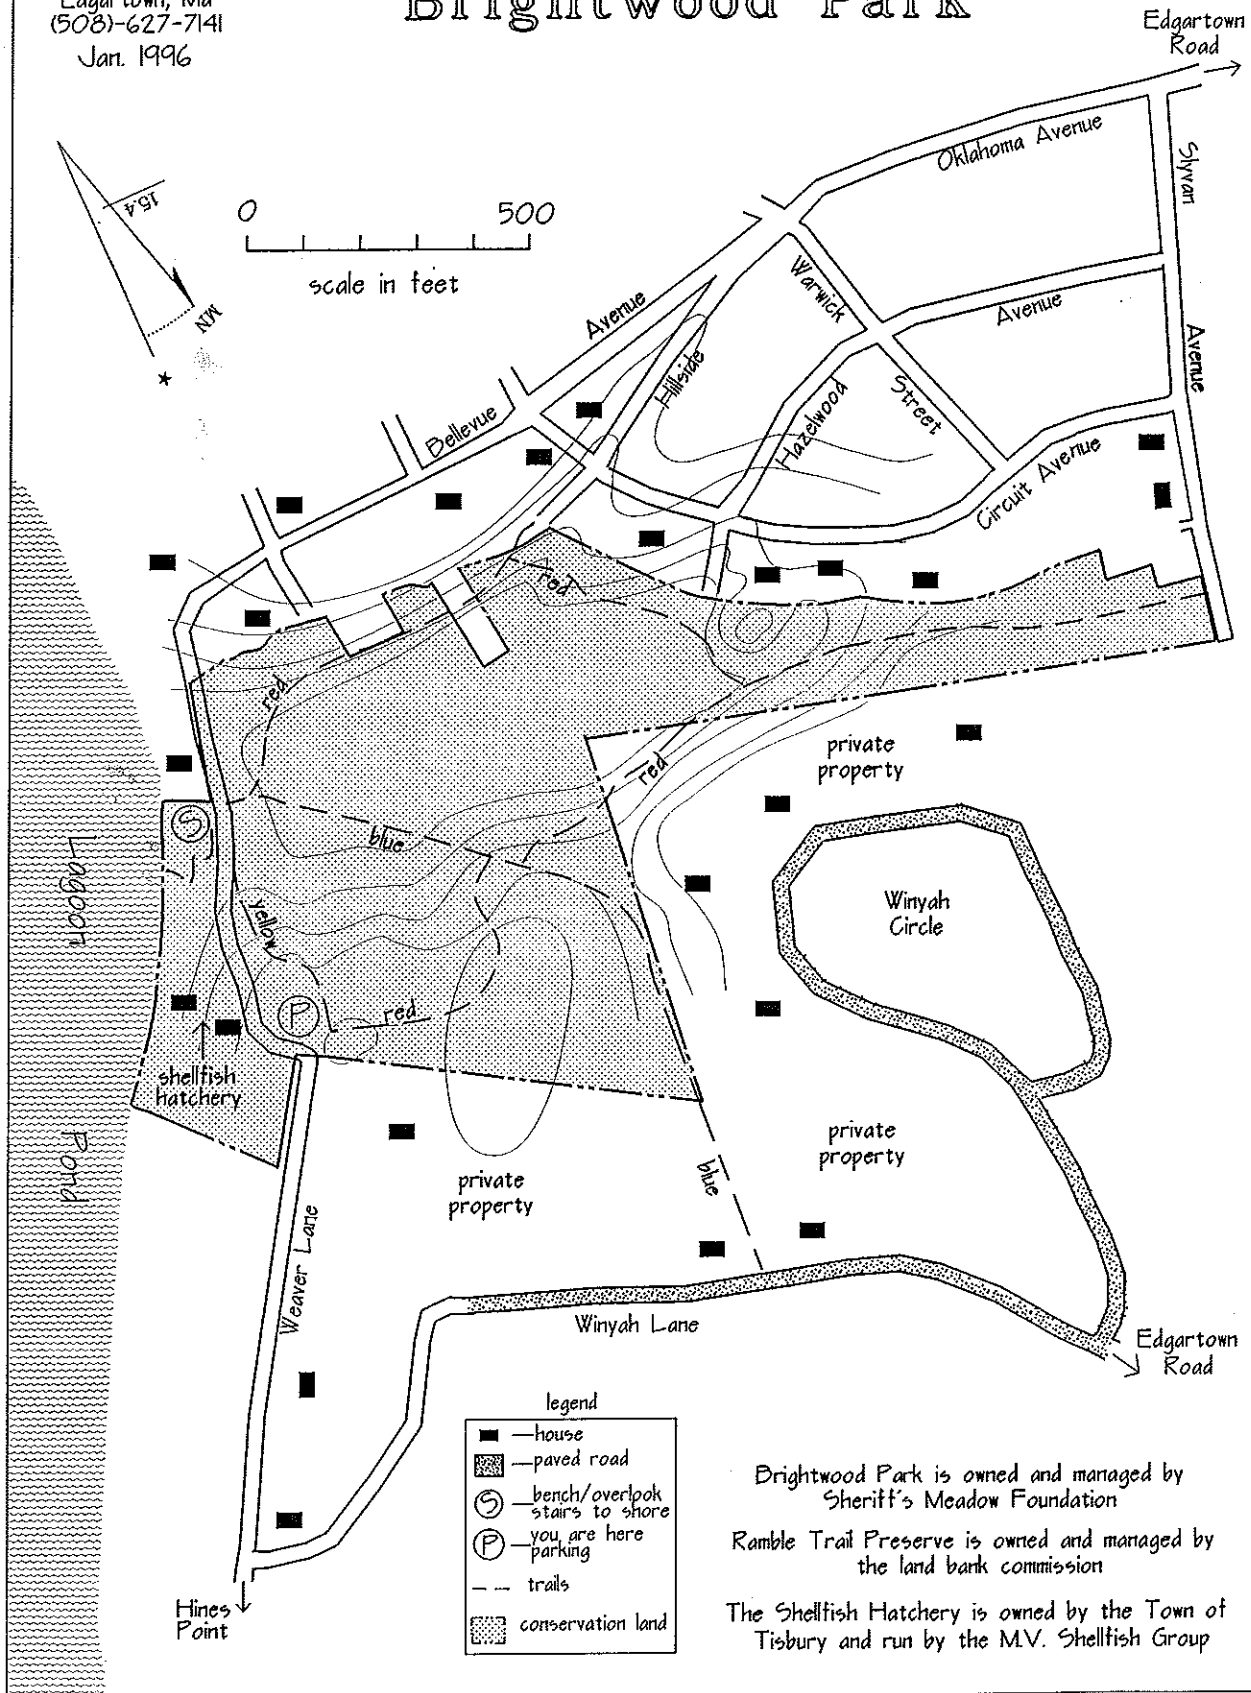 Edgartown, Ma
(508)-627-7141
Jan. 1996
Brightwood Park
Edgartown
Road
Oklahoma Avenue
Slyvan
Avenue
15.4
MN
0 500
scale in feet
Warwick
Street
Avenue
Hazelwood
Avenue
Hillside
Bellevue
Circuit Avenue
red
red
red
blue
yellow
red
private
property
Winyah
Circle
S
P
Lagoon
Pond
shellfish
hatchery
private
property
private
property
blue
Weaver Lane
Winyah Lane
Edgartown
Road
Hines
Point
legend
house
paved road
S
bench/overlook
stairs to shore
P
you are here
parking
trails
conservation land
Brightwood Park is owned and managed by
Sheriff's Meadow Foundation
Ramble Trail Preserve is owned and managed by
the land bank commission
The Shellfish Hatchery is owned by the Town of
Tisbury and run by the M.V. Shellfish Group